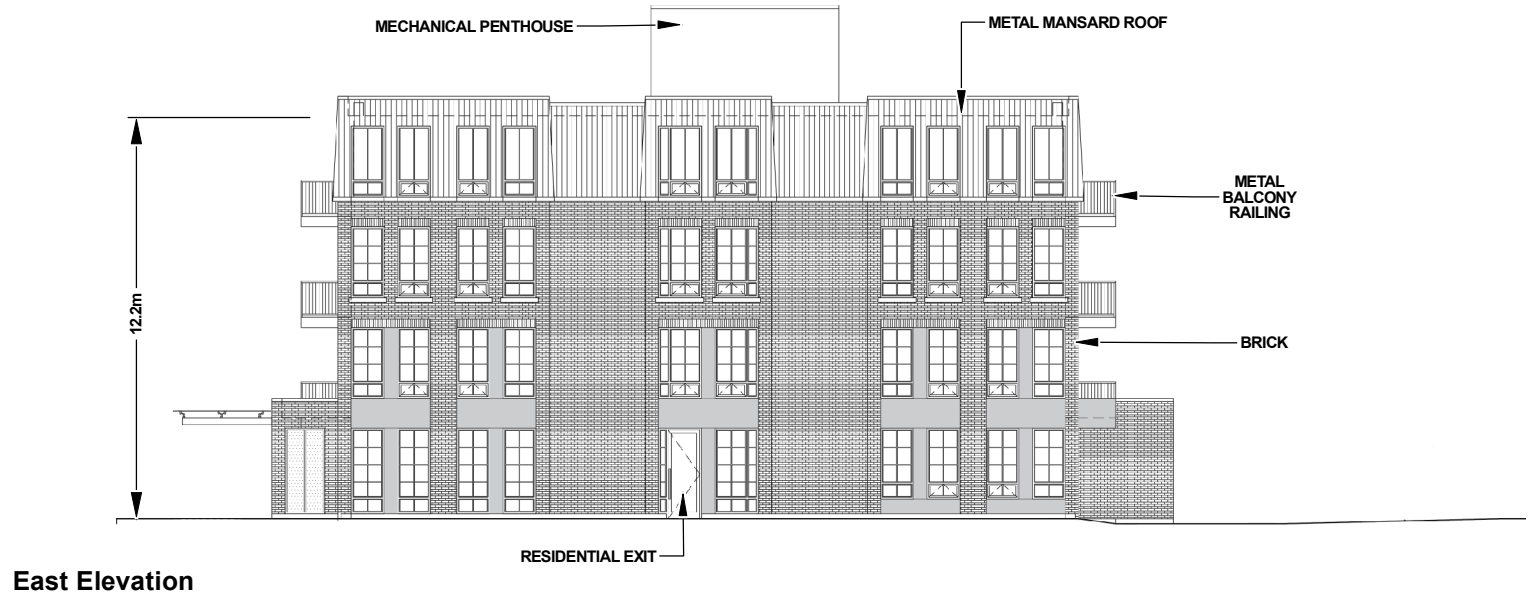 MECHANICAL PENTHOUSE
METAL MANSARD ROOF
METAL
BALCONY
RAILING
12.2m
BRICK
RESIDENTIAL EXIT
East Elevation